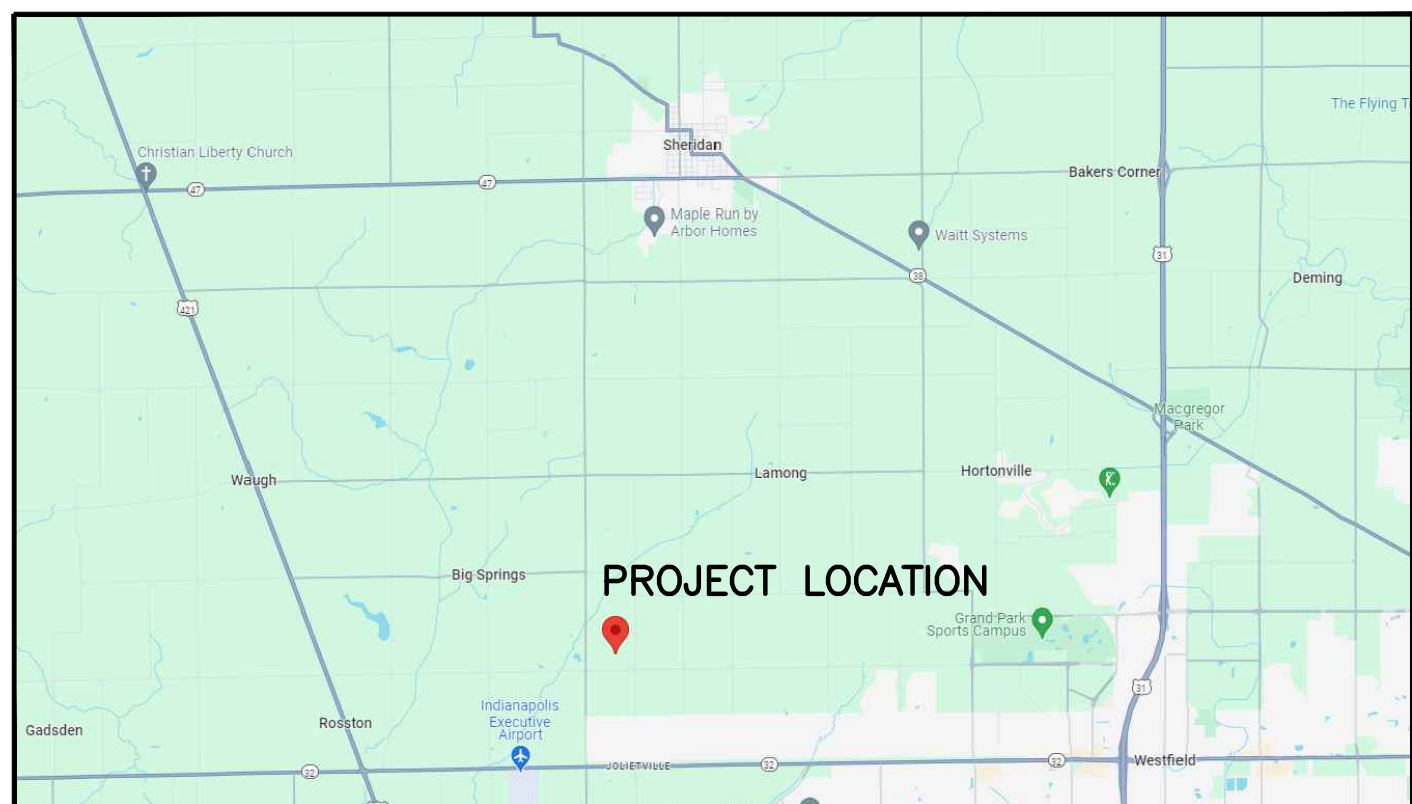 The Flying T
Christian Liberty Church
Sheridan
Bakers Corner
47
47
Maple Run by
Arbor Homes
Waitt Systems
31
38
Deming
421
Macgregor
Park
Waugh
Lamong
Hortonville
Big Springs
PROJECT LOCATION
Grand Park
Sports Campus
31
Indianapolis
Executive
Airport
Gadsden
Rosston
32
JOLIETVILLE
32
32
Westfield